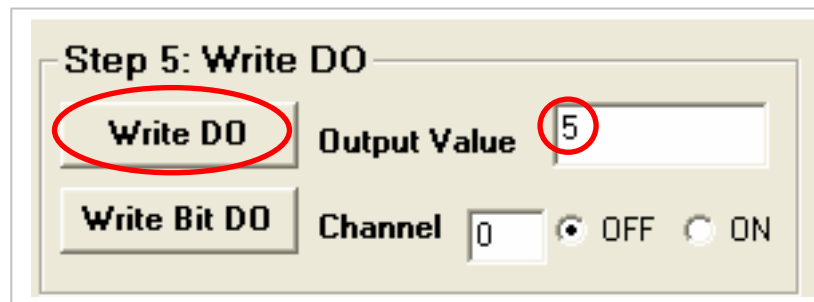 Step 5: Write DO
Write DO Output Value 5
Write Bit DO Channel 0 OFF ON